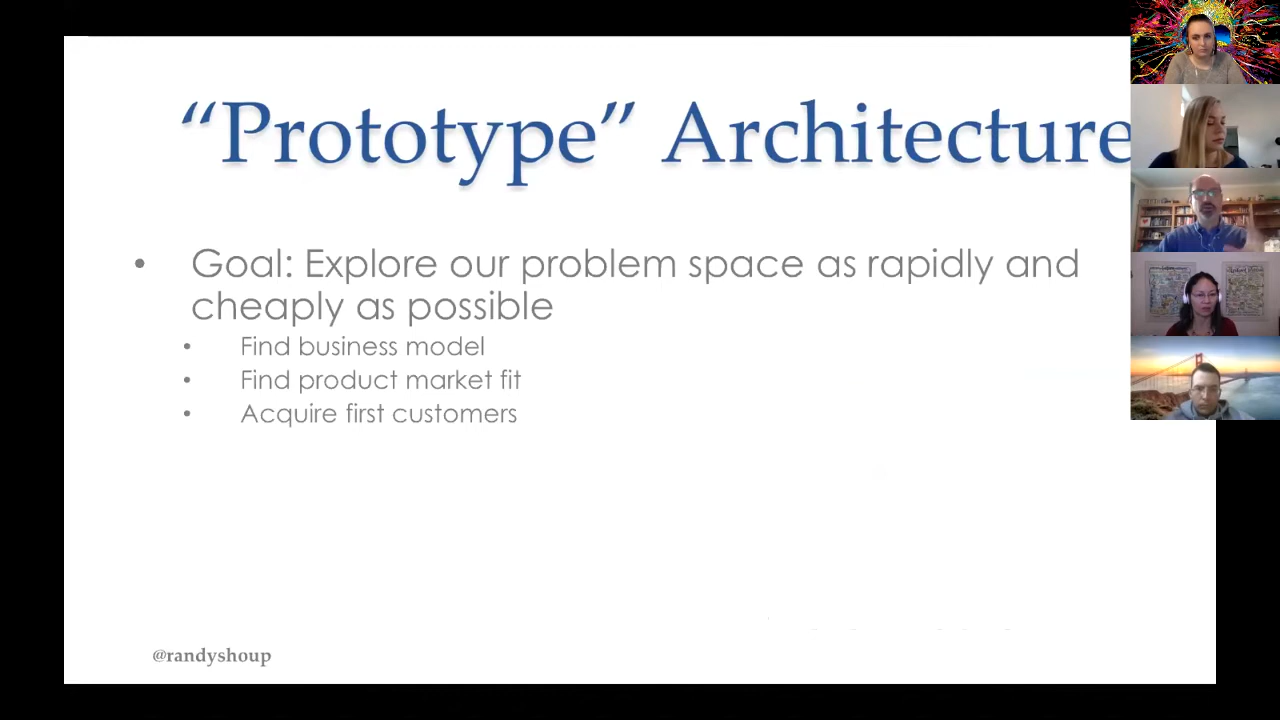 “Prototype” Architecture
• Goal: Explore our problem space as rapidly and
cheaply as possible
• Find business model
• Find product market fit
• Acquire first customers
@randyshoup